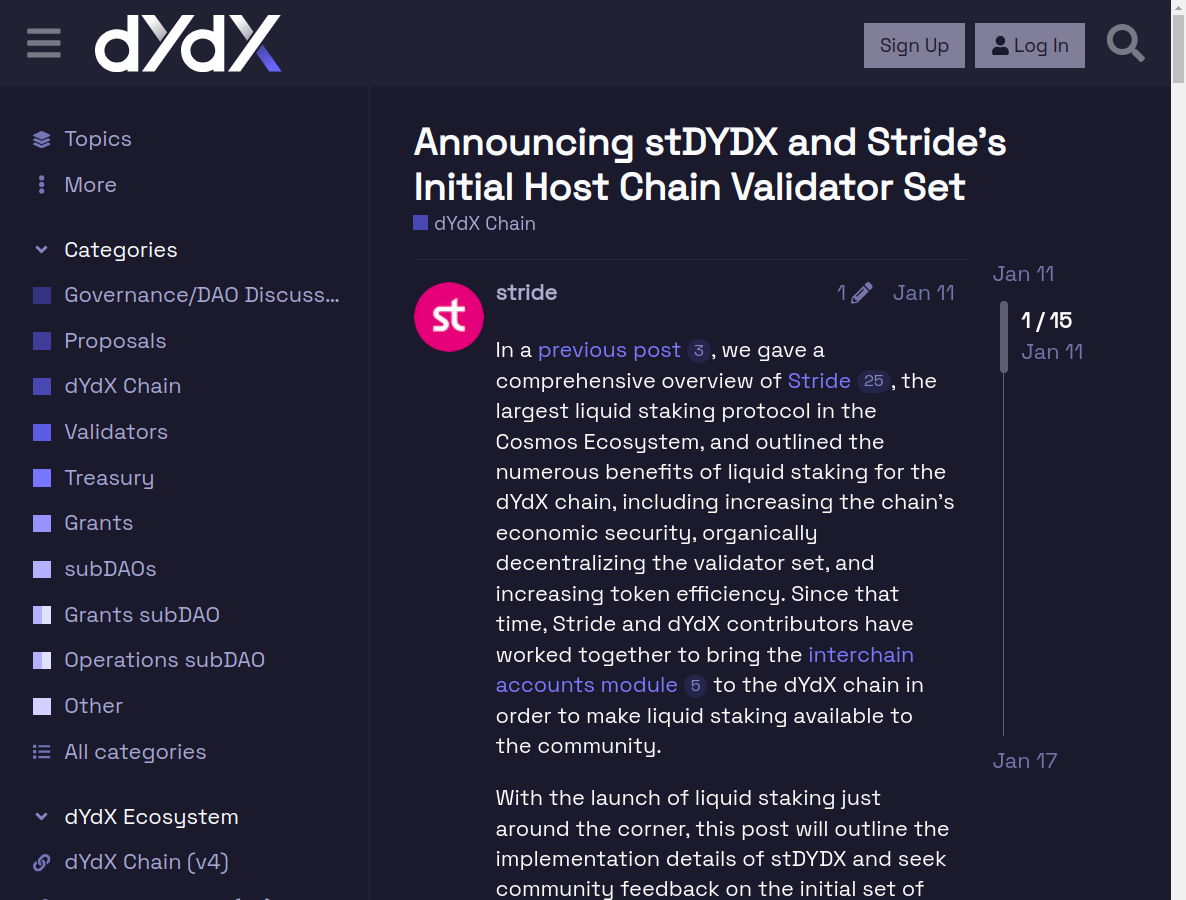 dYdX
Sign Up
Log In
Topics
More
Categories
Governance/DAO Discuss...
Proposals
dYdX Chain
Validators
Treasury
Grants
subDAOs
Grants subDAO
Operations subDAO
Other
All categories
dYdX Ecosystem
dYdX Chain (v4)
Announcing stDYDX and Stride’s
Initial Host Chain Validator Set
dYdX Chain
st
stride
1
Jan 11
In a previous post 3, we gave a
comprehensive overview of Stride 25, the
largest liquid staking protocol in the
Cosmos Ecosystem, and outlined the
numerous benefits of liquid staking for the
dYdX chain, including increasing the chain’s
economic security, organically
decentralizing the validator set, and
increasing token efficiency. Since that
time, Stride and dYdX contributors have
worked together to bring the interchain
accounts module 5 to the dYdX chain in
order to make liquid staking available to
the community.
With the launch of liquid staking just
around the corner, this post will outline the
implementation details of stDYDX and seek
community feedback on the initial set of
Jan 11
1 / 15
Jan 11
Jan 17